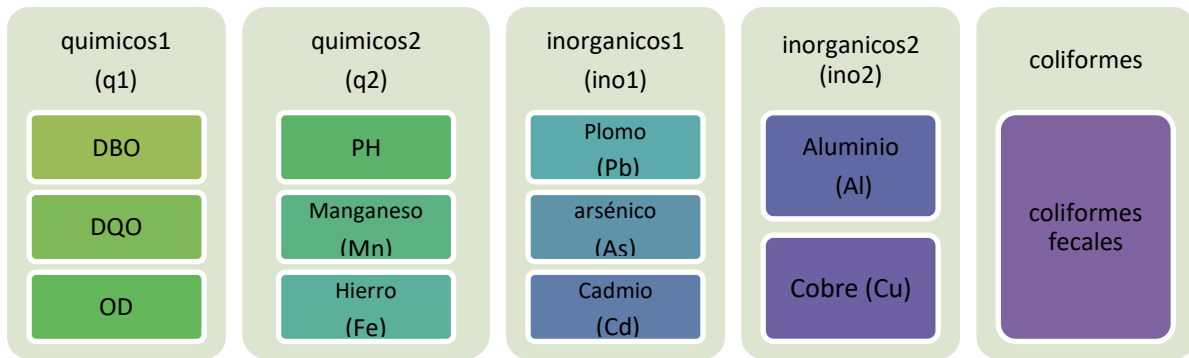 quimicos1
(q1)
DBO
DQO
OD
quimicos2
(q2)
PH
Manganeso
(Mn)
Hierro
(Fe)
inorganicos1
(ino1)
Plomo
(Pb)
arsénico
(As)
Cadmio
(Cd)
inorganicos2
(ino2)
Aluminio
(Al)
Cobre (Cu)
coliformes
coliformes
fecales